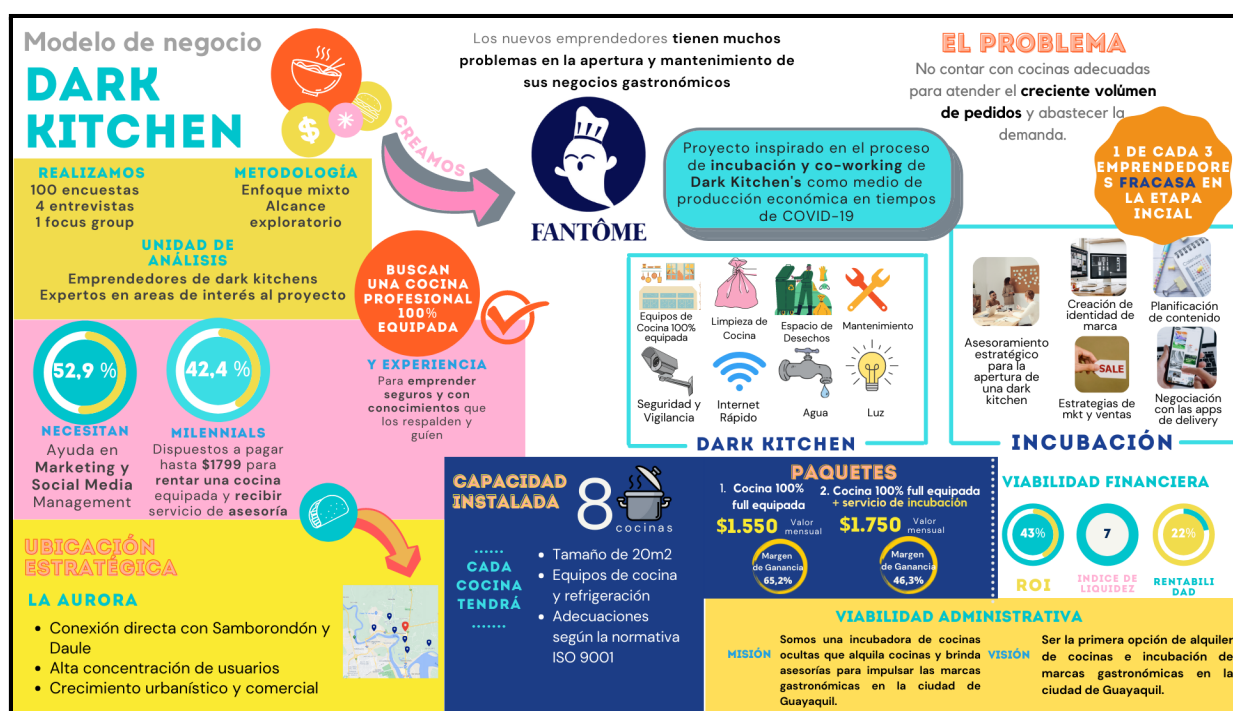 Modelo de negocio
DARK
KITCHEN
REALIZAMOS
100 encuestas
4 entrevistas
1 focus group
METODOLOGÍA
Enfoque mixto
Alcance
exploratorio
UNIDAD DE
ANÁLISIS
Emprendedores de dark kitchens
Expertos en areas de interés al proyecto
52,9 %
NECESITAN
Ayuda en
Marketing y
Social Media
Management
42,4 %
MILENNIALS
Dispuestos a pagar
hasta $1799 para
rentar una cocina
equipada y recibir
servicio de asesoría
BUSCAN
UNA COCINA
PROFESIONAL
100%
EQUIPADA
Y EXPERIENCIA
Para emprender
seguros y con
conocimientos que
los respalden y
guíen
UBICACIÓN
ESTRATÉGICA
LA AURORA
• Conexión directa con Samborondón y
Daule
• Alta concentración de usuarios
• Crecimiento urbanístico y comercial
$
CREAMOS
Los nuevos emprendedores tienen muchos
problemas en la apertura y mantenimiento de
sus negocios gastronómicos
FANTÔME
Proyecto inspirado en el proceso
de incubación y co-working de
Dark Kitchen's como medio de
producción económica en tiempos
de COVID-19
EL PROBLEMA
No contar con cocinas adecuadas
para atender el creciente volúmen
de pedidos y abastecer la
demanda.
1 DE CADA 3
EMPRENDEDORE
S FRACASA EN
LA ETAPA
INCIAL
Equipos de
Cocina 100%
equipada
Limpieza de
Cocina
Espacio de
Desechos
Mantenimiento
Seguridad y
Vigilancia
Internet
Rápido
Agua
Luz
DARK KITCHEN
Asesoramiento
estratégico
para la
apertura de
una dark
kitchen
Creación de
identidad de
marca
Planificación
de contenido
SALE
Estrategias de
mkt y ventas
Negociación
con las apps
de delivery
INCUBACIÓN
CAPACIDAD
INSTALADA
8
cocinas
......
CADA
COCINA
TENDRÁ
......
• Tamaño de 20m2
• Equipos de cocina
y refrigeración
• Adecuaciones
según la normativa
ISO 9001
PAQUETES
1. Cocina 100%
full equipada
$1.550 Valor
mensual
Margen
de Ganancia
65,2%
2. Cocina 100% full equipada
+ servicio de incubación
$1.750 Valor
mensual
Margen
de Ganancia
46,3%
VIABILIDAD FINANCIERA
43%
ROI
7
INDICE DE
LIQUIDEZ
22%
RENTABILI
DAD
VIABILIDAD ADMINISTRATIVA
MISIÓN
Somos una incubadora de cocinas
ocultas que alquila cocinas y brinda
asesorías para impulsar las marcas
gastronómicas en la ciudad de
Guayaquil.
VISIÓN
Ser la primera opción de alquiler
de cocinas e incubación de
marcas gastronómicas en la
ciudad de Guayaquil.